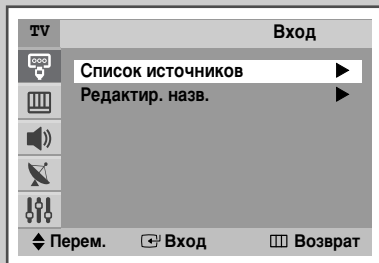 TV Вход
Список источников ▶
Редактир. назв. ▶
Перем. Вход Возврат